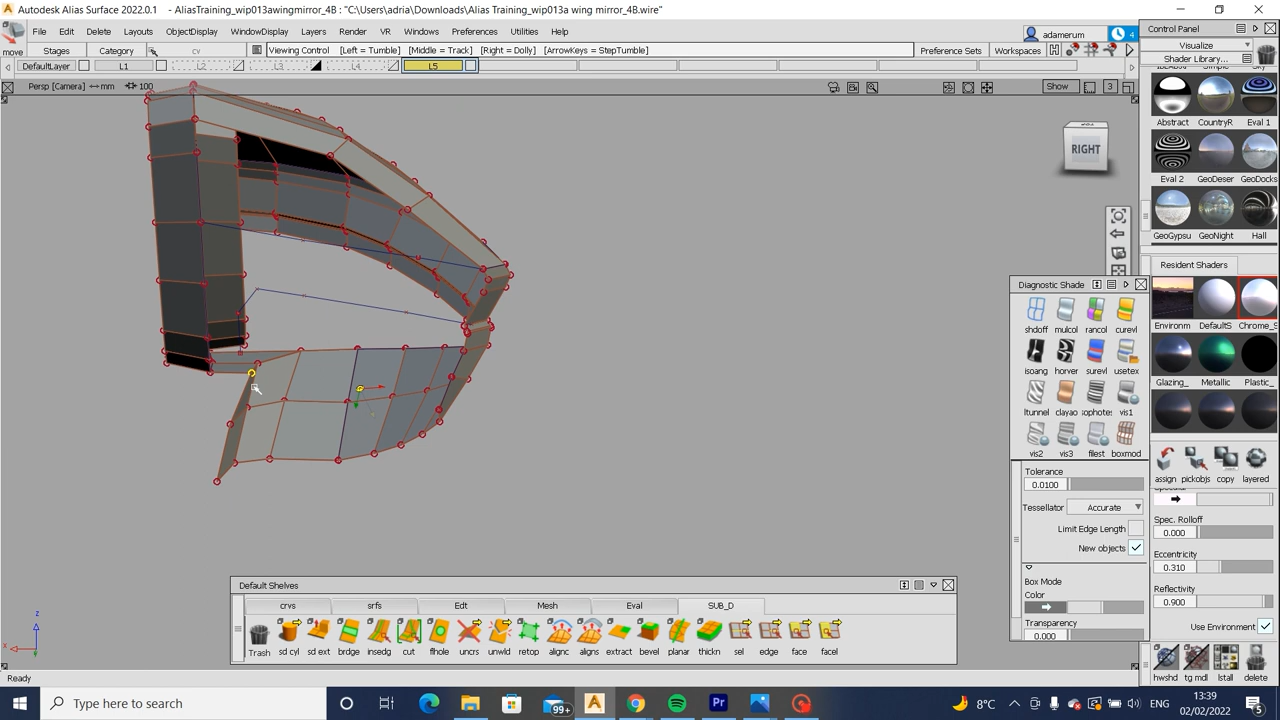 Autodesk Alias Surface 2022.0.1 - AliasTraining_wip013awingmirror_4B : "C:\Users\adria\Downloads\Alias Training_wip013a wing mirror_4B.wire"
File Edit Delete Layouts ObjectDisplay WindowDisplay Layers Canvas Render Animation VR Windows Preferences Utilities Help
adamerum 4
move
Stages Category cv Viewing Control [Left = Tumble] [Middle = Track] [Right = Dolly] [ArrowKeys = StepTumble] Preference Sets Workspaces
DefaultLayer L1 L2 L3 L4 L5
Persp [Camera] mm 100 Show 3
RIGHT
Control Panel
Visualize
Shader Library...
Abstract CountryR Eval 1
Eval 2 GeoDeser GeoDocks
GeoGypsu GeoNight Hall
Resident Shaders
Environm DefaultS Chrome_S
Glazing_ Metallic Plastic_
assign pickobjs copy layered
Spec. Rolloff
0.000
Eccentricity
0.310
Reflectivity
0.900
Use Environment
hwshd tg mdl lstall delete
Diagnostic Shade
shdoff mulcol rancol curevl
isoang horver surevl usetex
ltunnel clayao isophotes vis1
vis2 vis3 filest boxmod
Tolerance
0.0100
Tessellator Accurate
Limit Edge Length
New objects
Box Mode
Color
Transparency
0.000
Default Shelves
crvs srfs Edt Mesh Eval SUB_D
Trash sd cyl sd ext brdge insedg cut flhole uncrs unwld retop alignc aligns extract bevel planar thickn sel edge face facel
z
x
Ready
Type here to search
99+
8°C
ENG
13:39
02/02/2022
5